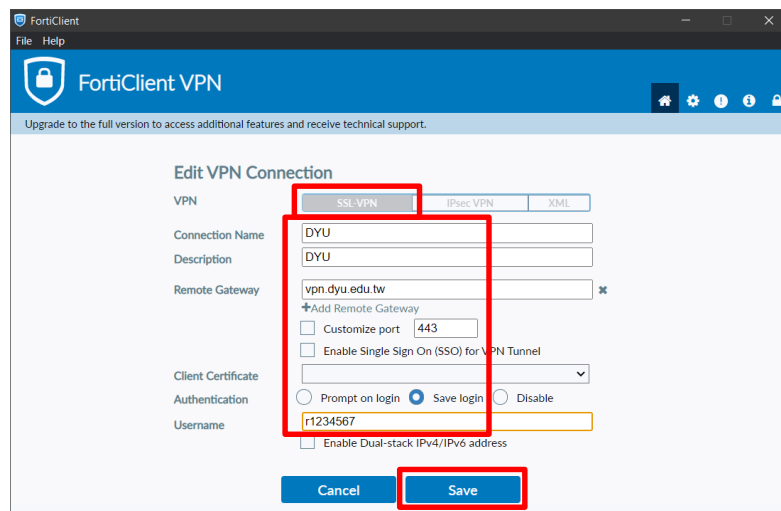 FortiClient
File Help
FortiClient VPN
Upgrade to the full version to access additional features and receive technical support.
Edit VPN Connection
VPN SSL-VPN IPsec VPN XML
Connection Name DYU
Description DYU
Remote Gateway vpn.dyu.edu.tw
+Add Remote Gateway
Customize port 443
Enable Single Sign On (SSO) for VPN Tunnel
Client Certificate
Authentication Prompt on login Save login Disable
Username r1234567
Enable Dual-stack IPv4/IPv6 address
Cancel Save